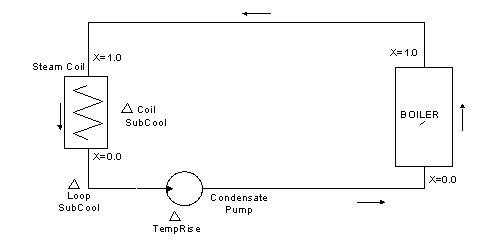 X=1.0
X=1.0
Steam Coil
△ Coil
SubCool
BOILER
X=0.0
X=0.0
△
Loop
SubCool
Condensate
Pump
△
TempRise